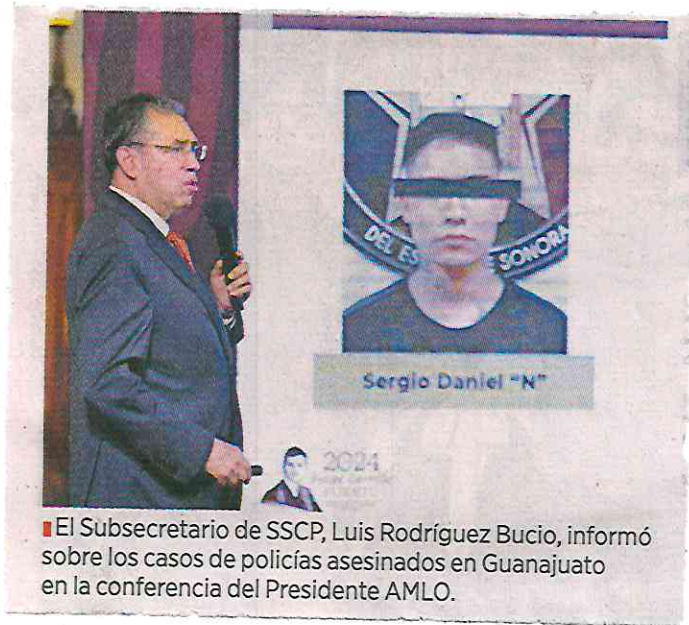 DEL ES
SONORA
Sergio Daniel "N"
2024
El Subsecretario de SSCP, Luis Rodríguez Bucio, informó
sobre los casos de policías asesinados en Guanajuato
en la conferencia del Presidente AMLO.